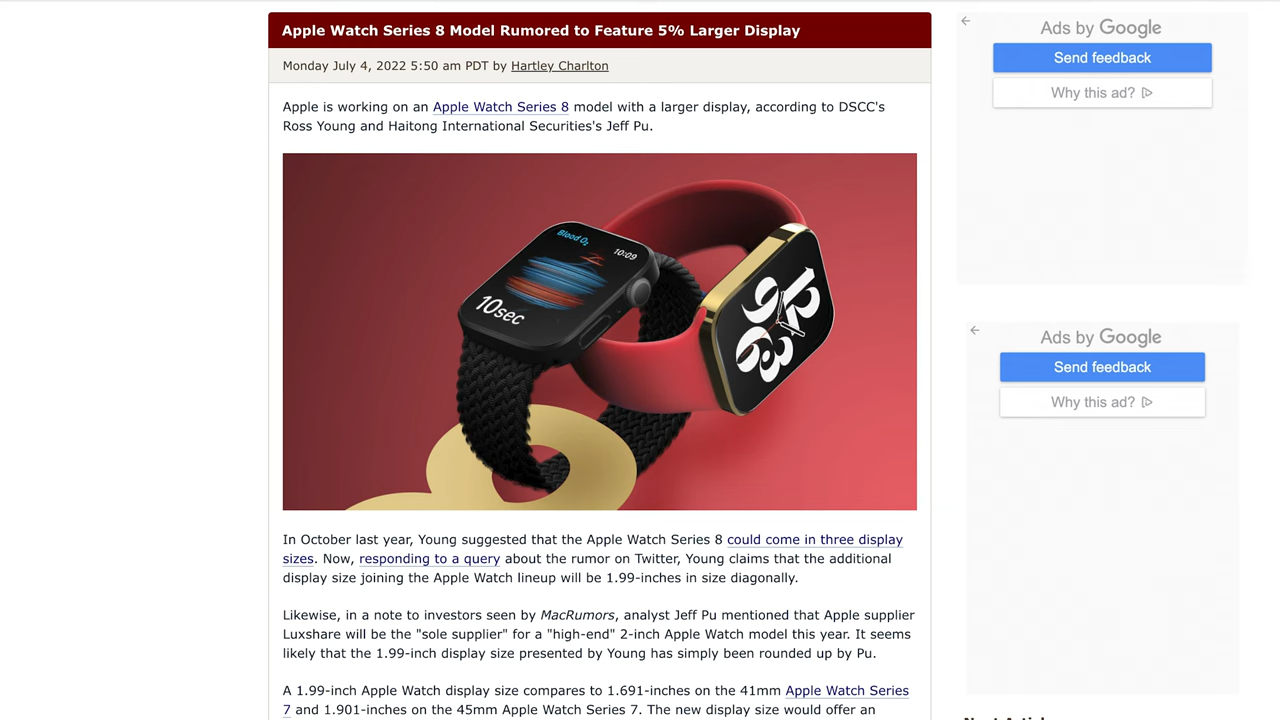 Apple Watch Series 8 Model Rumored to Feature 5% Larger Display
Monday July 4, 2022 5:50 am PDT by Hartley Charlton
Apple is working on an Apple Watch Series 8 model with a larger display, according to DSCC's
Ross Young and Haitong International Securities's Jeff Pu.
Blood O₂
10:09
10sec
12
9
3
6
In October last year, Young suggested that the Apple Watch Series 8 could come in three display
sizes. Now, responding to a query about the rumor on Twitter, Young claims that the additional
display size joining the Apple Watch lineup will be 1.99-inches in size diagonally.
Likewise, in a note to investors seen by MacRumors, analyst Jeff Pu mentioned that Apple supplier
Luxshare will be the "sole supplier" for a "high-end" 2-inch Apple Watch model this year. It seems
likely that the 1.99-inch display size presented by Young has simply been rounded up by Pu.
A 1.99-inch Apple Watch display size compares to 1.691-inches on the 41mm Apple Watch Series
7 and 1.901-inches on the 45mm Apple Watch Series 7. The new display size would offer an
Ads by Google
Send feedback
Why this ad?
Ads by Google
Send feedback
Why this ad?